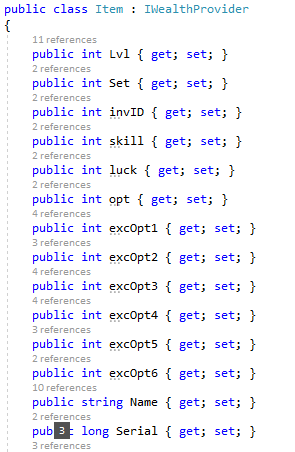 public class Item : IWealthProvider
{
11 references
public int Lvl { get; set; }
2 references
public int Set { get; set; }
2 references
public int invID { get; set; }
2 references
public int skill { get; set; }
2 references
public int luck { get; set; }
2 references
public int opt { get; set; }
4 references
public int excOpt1 { get; set; }
3 references
public int excOpt2 { get; set; }
4 references
public int excOpt3 { get; set; }
4 references
public int excOpt4 { get; set; }
3 references
public int excOpt5 { get; set; }
2 references
public int excOpt6 { get; set; }
10 references
public string Name { get; set; }
2 references
pub 3 c long Serial { get; set; }
3 references